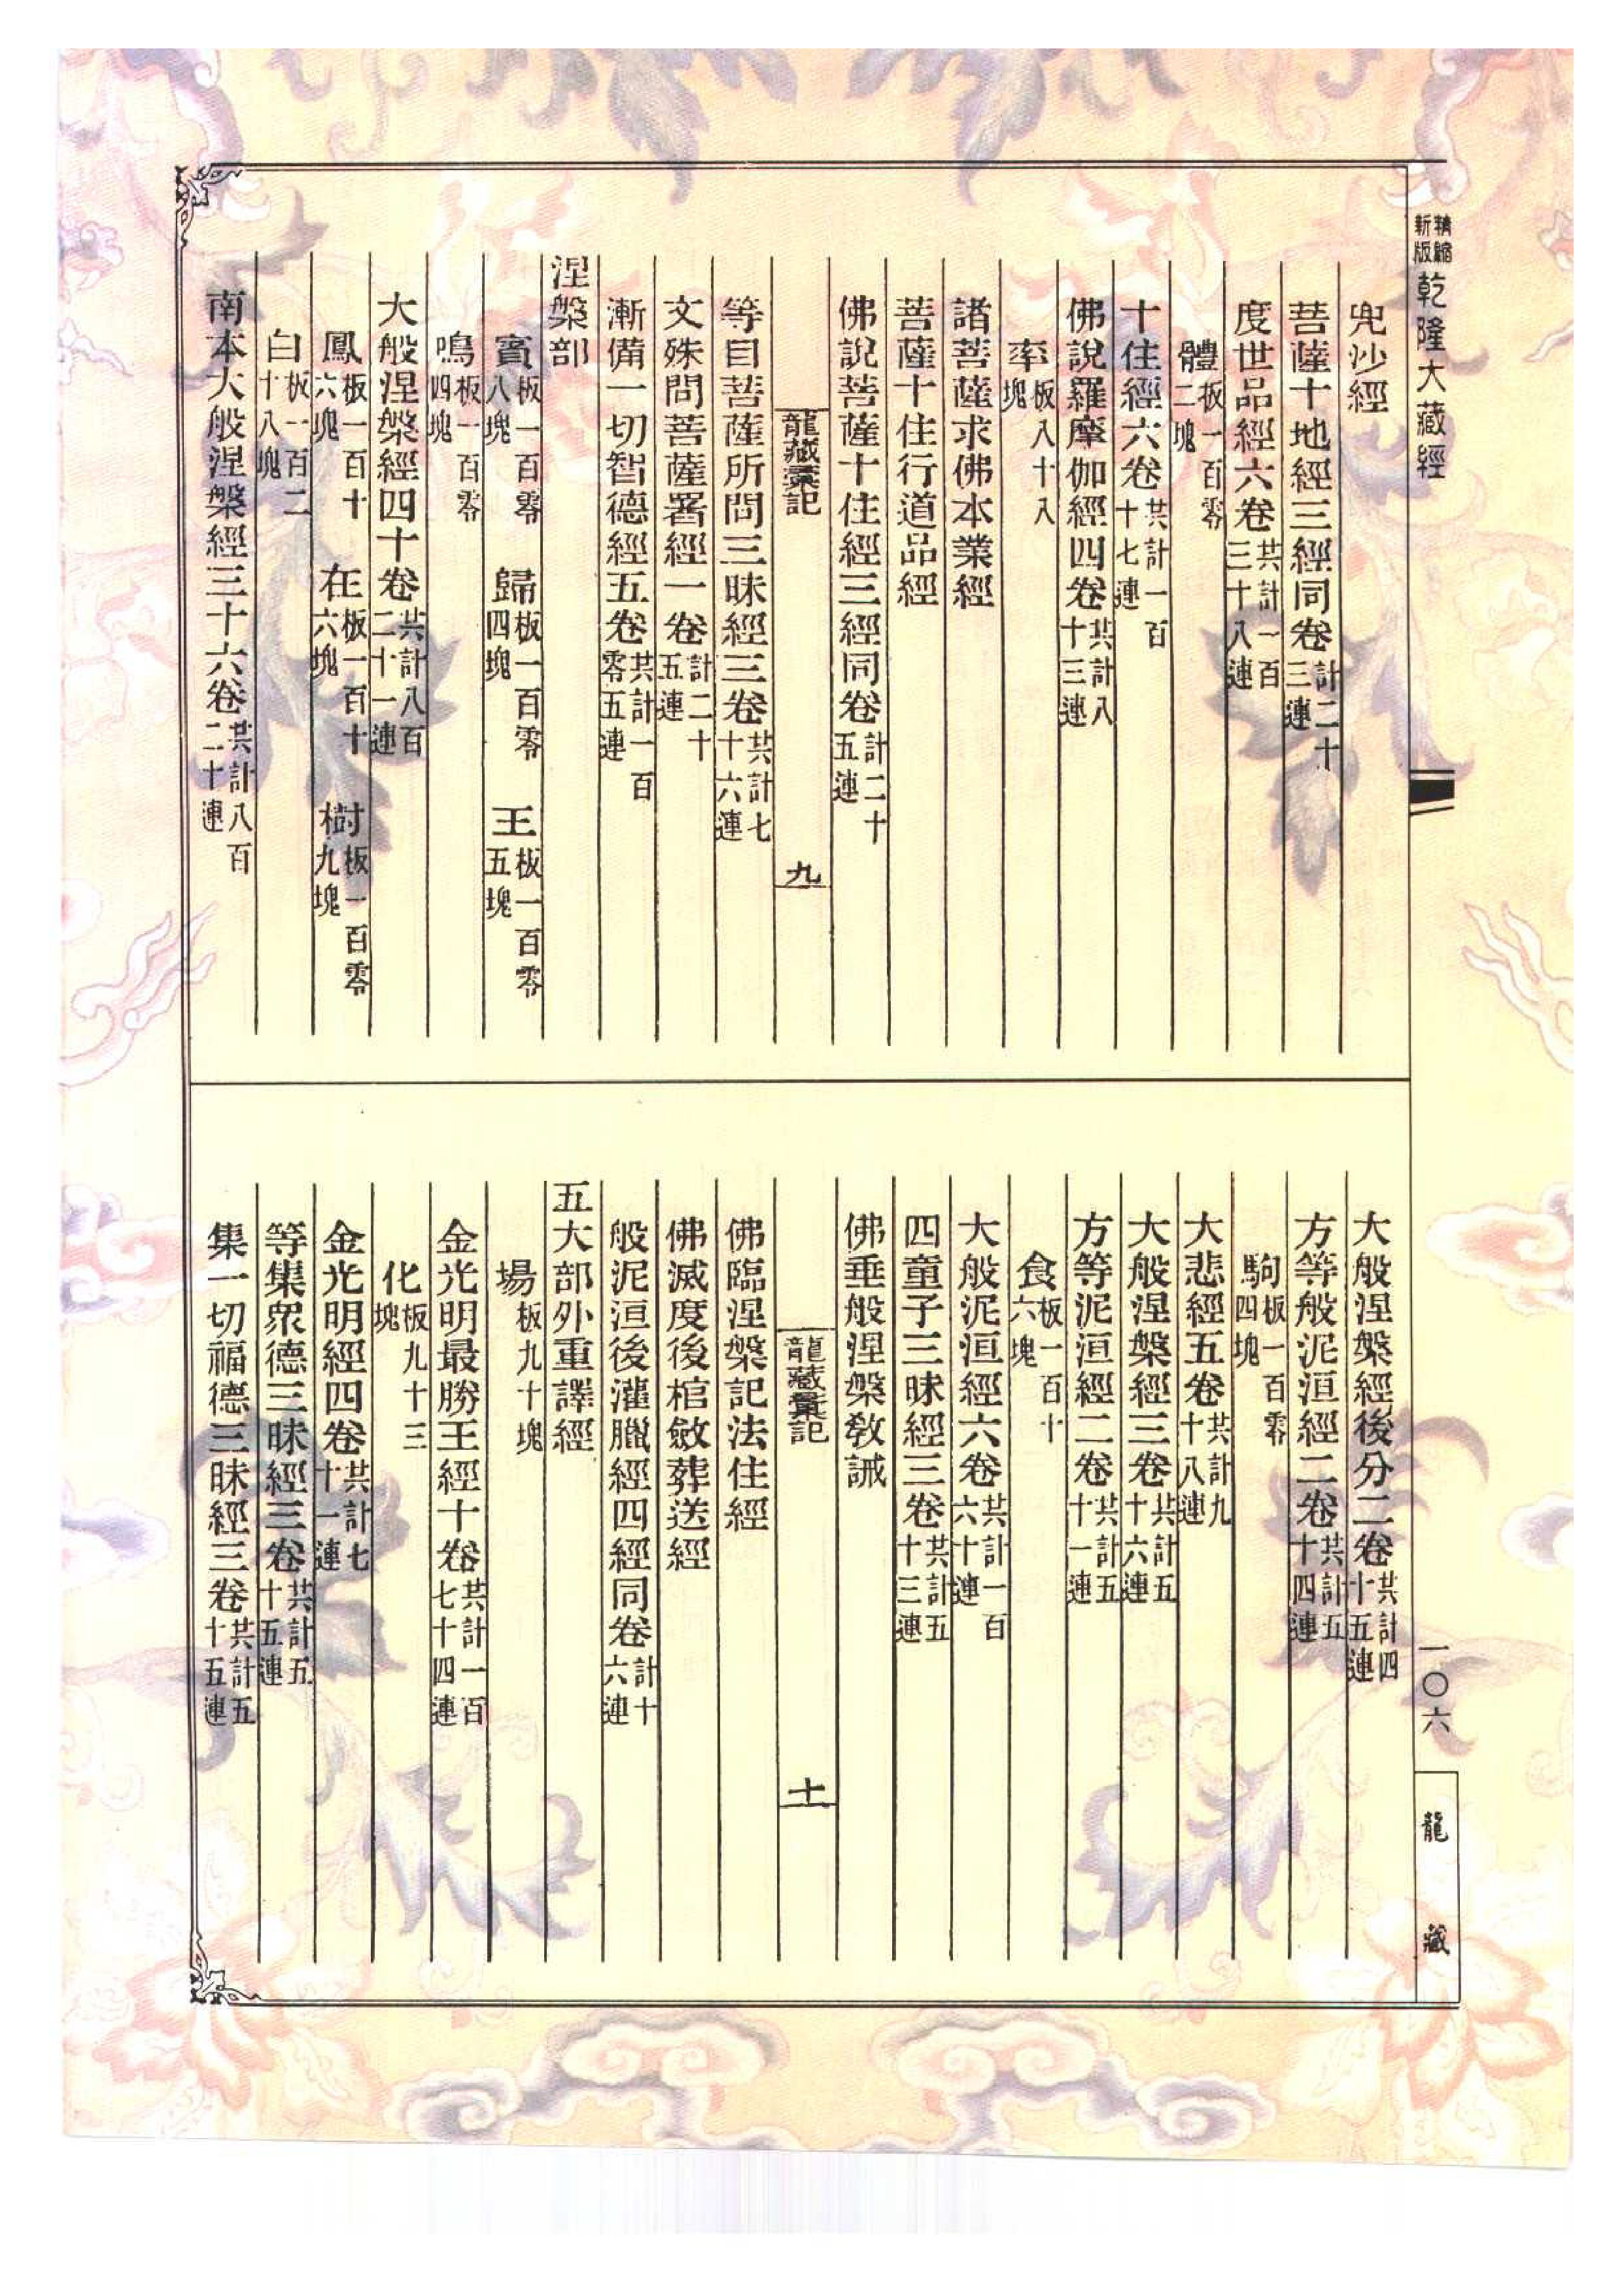 精縮新版乾隆大藏經
兜沙經
菩薩十地經三經同卷計二十三連
度世品經六卷共計一百三十八連
體板一百零二塊
十住經六卷共計一百十七連
佛說羅摩伽經四卷共計八十三連
率板八十八塊
諸菩薩求佛本業經
菩薩十住行道品經
佛說菩薩十住經三經同卷計二十五連
龍藏彙記 九
等目菩薩所問三昧經三卷共計七十六連
文殊問菩薩署經一卷計二十五連
漸備一切智德經五卷共計一百零五連
涅槃部
賓板一百零八塊 歸板一百零四塊 王板一百零五塊
鳴板一百零四塊
大般涅槃經四十卷共計八百二十一連
鳳板一百十六塊 在板一百十六塊 樹板一百零九塊
白板一百二十八塊
南本大般涅槃經三十六卷共計八百二十連
大般涅槃經後分二卷共計四十五連
方等般泥洹經二卷共計五十四連
駒板一百零四塊
大悲經五卷共計九十八連
大般涅槃經三卷共計五十六連
方等泥洹經二卷共計五十一連
食板一百十六塊
大般泥洹經六卷共計一百六十連
四童子三昧經三卷共計五十三連
佛垂般涅槃教誡
龍藏彙記 十
佛臨涅槃記法住經
佛滅度後棺斂葬送經
般泥洹後灌臘經四經同卷計十六連
五大部外重譯經
場板九十塊
金光明最勝王經十卷共計一百七十四連
化板九十三塊
金光明經四卷共計七十一連
等集眾德三昧經三卷共計五十五連
集一切福德三昧經三卷共計五十五連
一〇六
龍藏